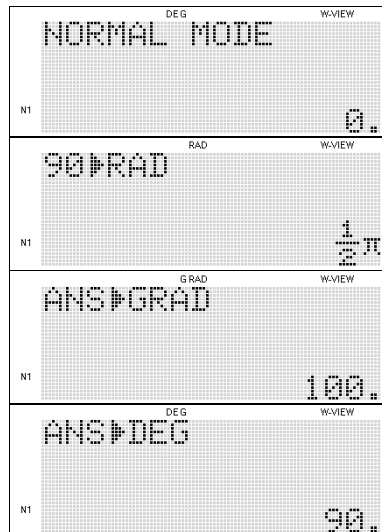 DEG W-VIEW
NORMAL MODE
N1
0.
RAD W-VIEW
90▶RAD
N1
1/2 π
GRAD W-VIEW
ANS▶GRAD
N1
100.
DEG W-VIEW
ANS▶DEG
N1
90.